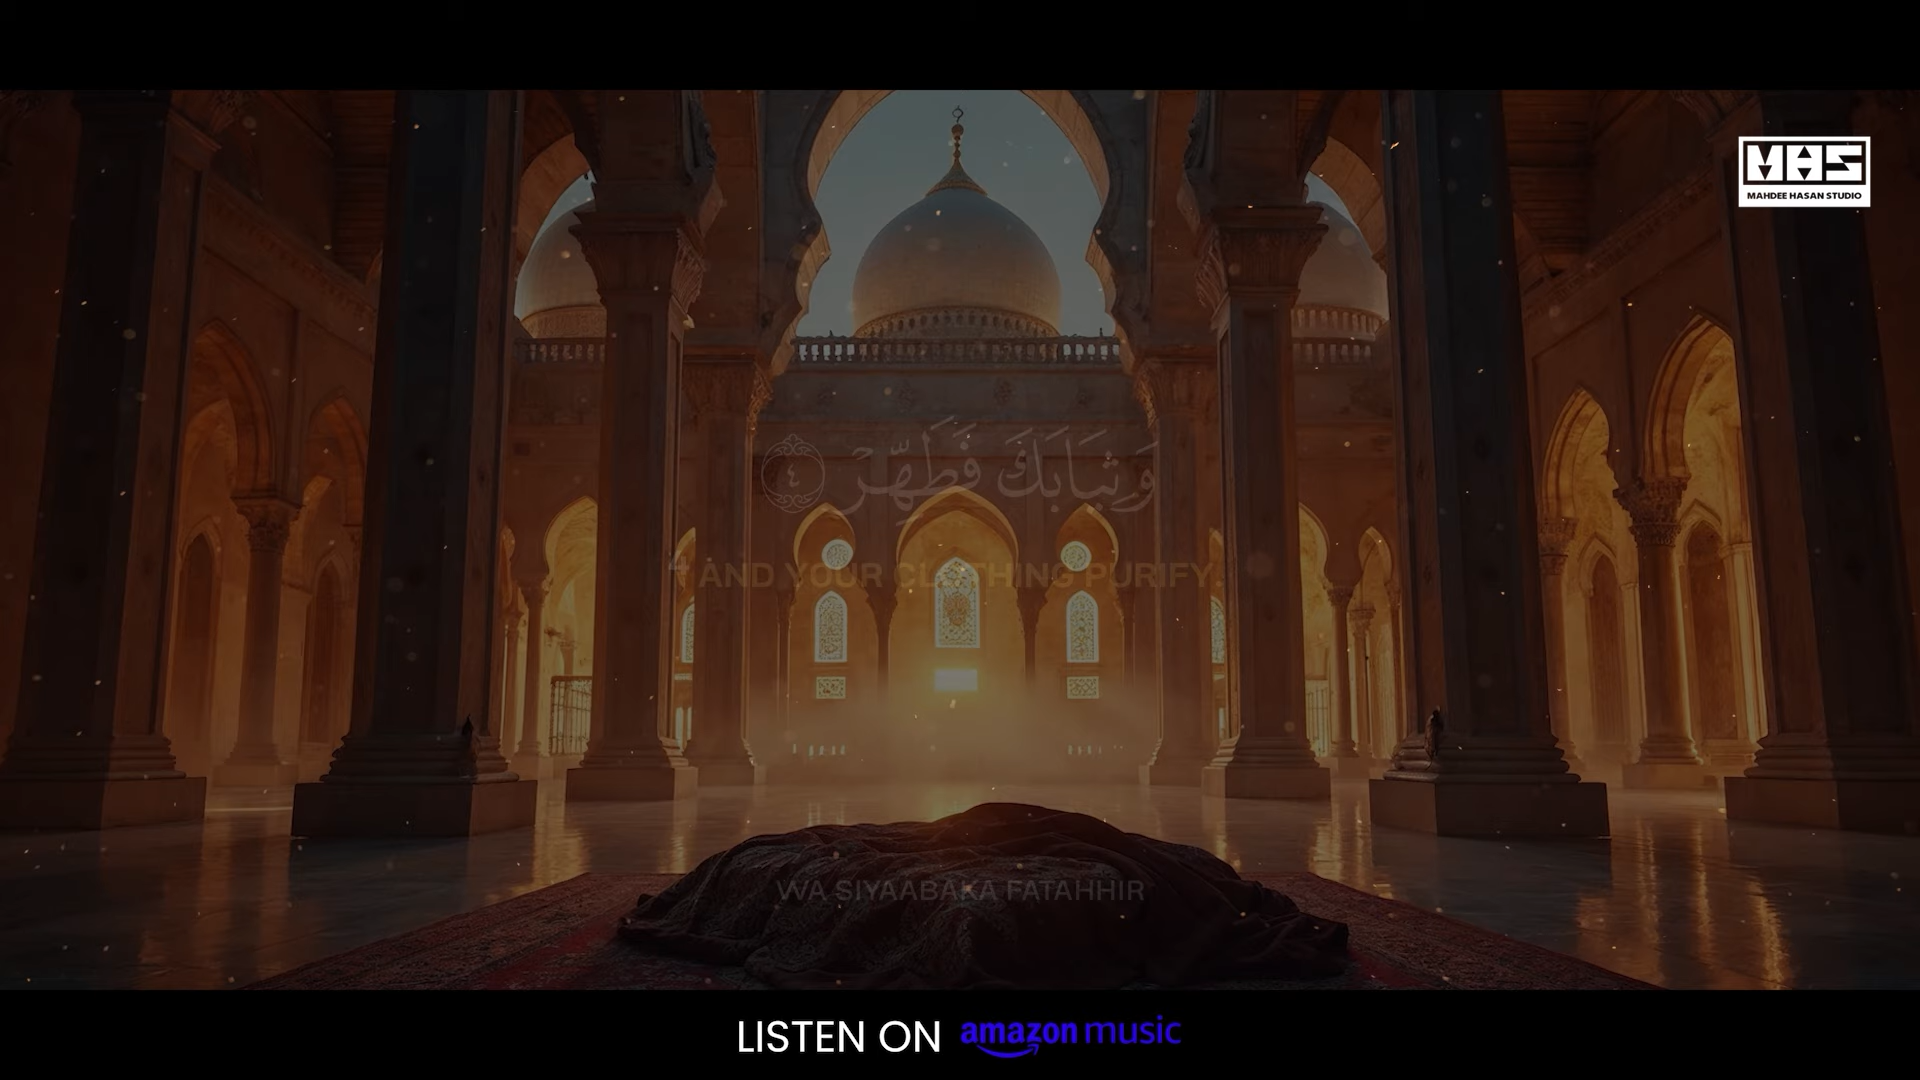 MHS
MAHDEE HASAN STUDIO
وَثِيَابَكَ فَطَهِّرْ ٤
4 AND YOUR CLOTHING PURIFY.
WA SIYAABAKA FATAHHIR
LISTEN ON amazon music